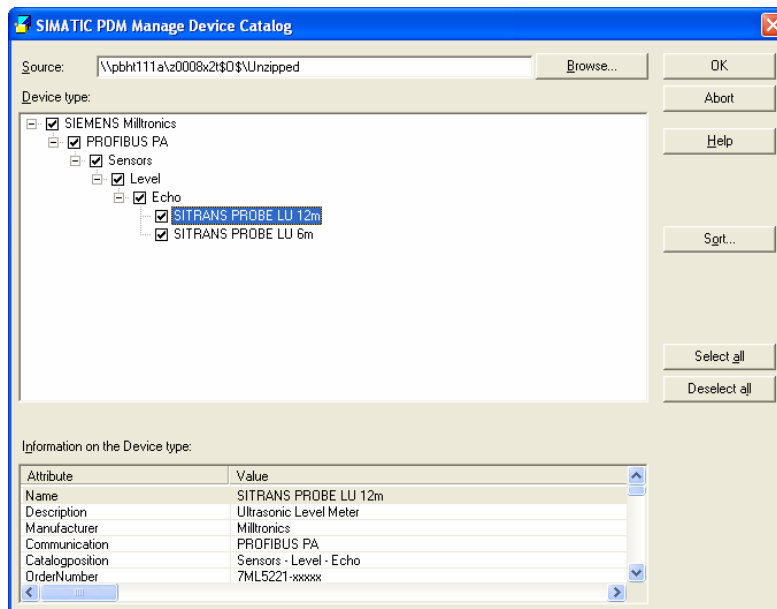 SIMATIC PDM Manage Device Catalog
Source: \\pbht111a\z0008x2t$O$\Unzipped Browse... OK
Device type: Abort
SIEMENS Milltronics
PROFIBUS PA Help
Sensors
Level
Echo
SITRANS PROBE LU 12m
SITRANS PROBE LU 6m Sort...
Select all
Deselect all
Information on the Device type:
Attribute Value
Name SITRANS PROBE LU 12m
Description Ultrasonic Level Meter
Manufacturer Milltronics
Communication PROFIBUS PA
Catalogposition Sensors - Level - Echo
OrderNumber 7ML5221-xxxxx